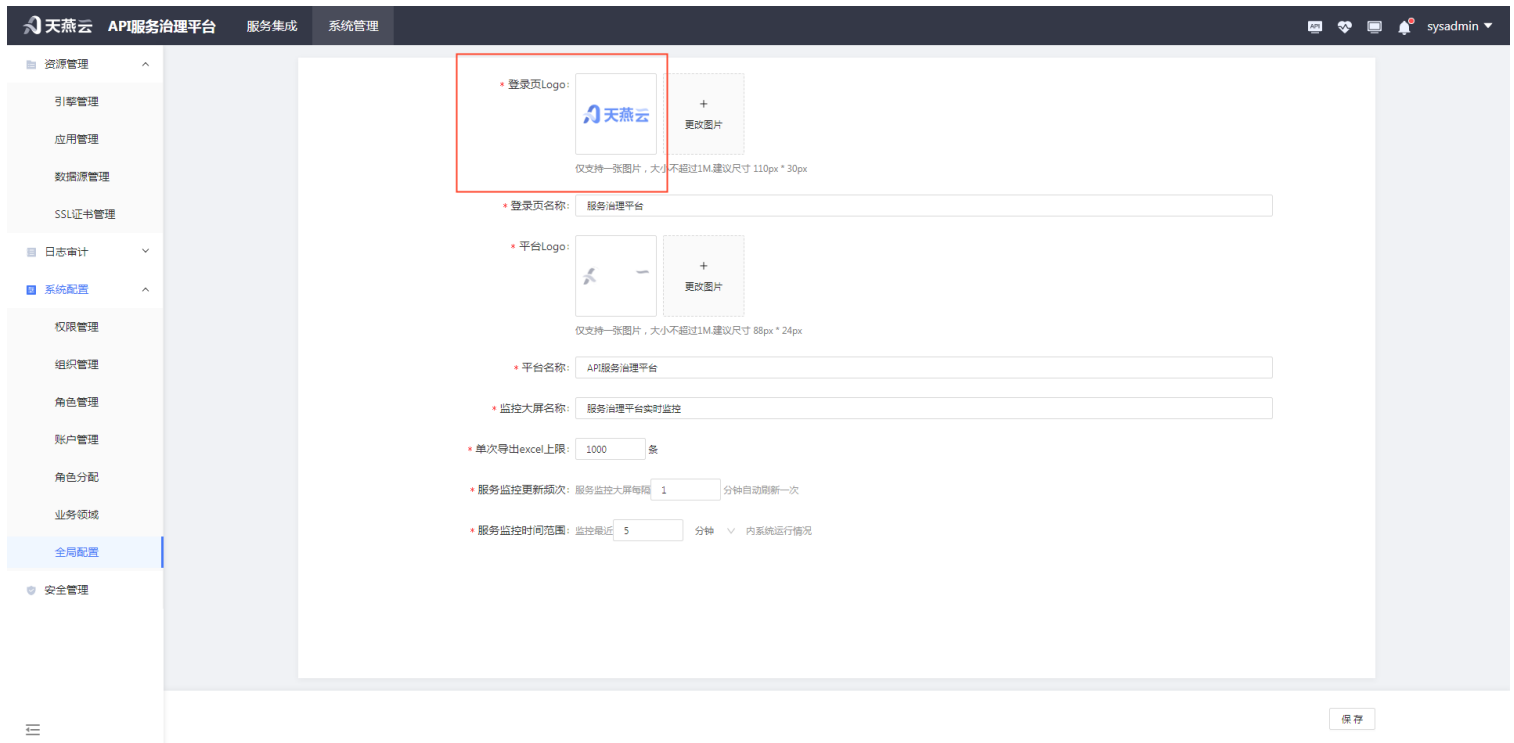 天燕云 API服务治理平台 服务集成 系统管理 API sysadmin
资源管理
引擎管理
应用管理
数据源管理
SSL证书管理
日志审计
系统配置
权限管理
组织管理
角色管理
账户管理
角色分配
业务领域
全局配置
安全管理
* 登录页Logo:
天燕云
+
更改图片
仅支持一张图片，大小不超过1M.建议尺寸 110px * 30px
* 登录页名称: 服务治理平台
* 平台Logo:
+
更改图片
仅支持一张图片，大小不超过1M.建议尺寸 88px * 24px
* 平台名称: API服务治理平台
* 监控大屏名称: 服务治理平台实时监控
* 单次导出excel上限: 1000 条
* 服务监控更新频次: 服务监控大屏每隔 1 分钟自动刷新一次
* 服务监控时间范围: 监控最近 5 分钟 内系统运行情况
保 存